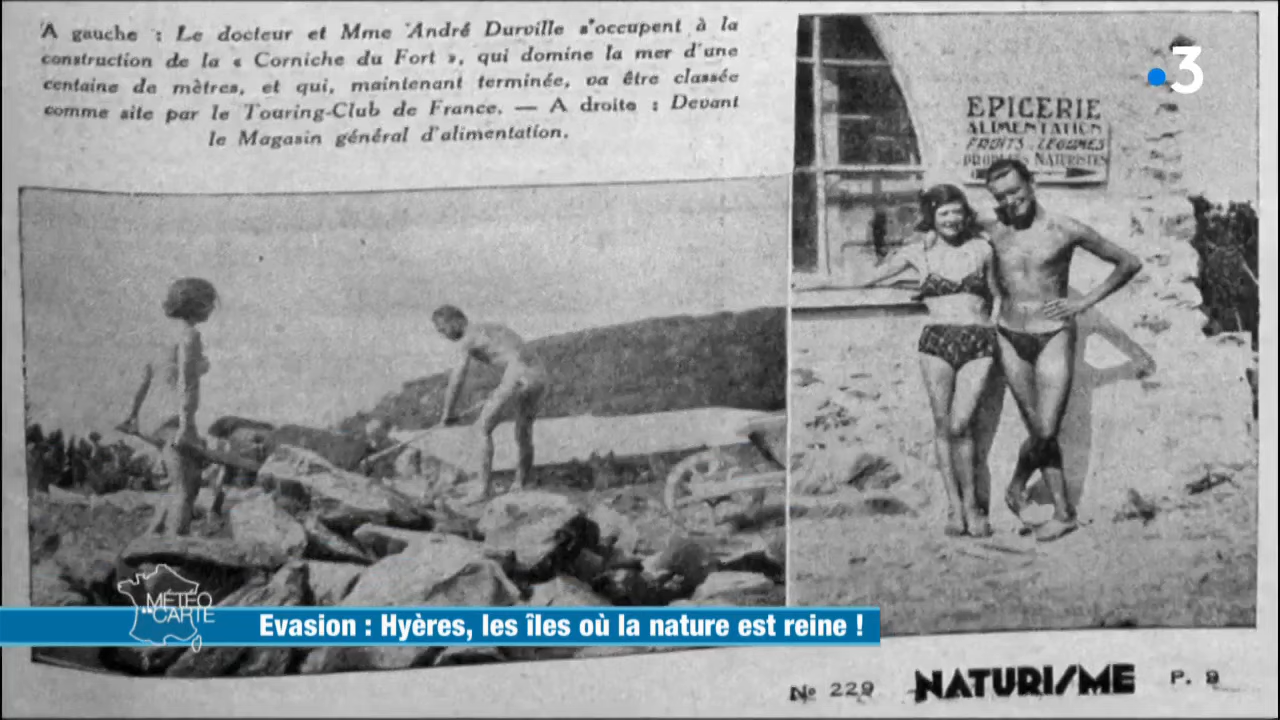 A gauche : Le docteur et Mme André Durville s'occupent à la
construction de la « Corniche du Fort », qui domine la mer d'une
centaine de mètres, et qui, maintenant terminée, va être classée
comme site par le Touring-Club de France. — A droite : Devant
le Magasin général d'alimentation.
3
EPICERIE
ALIMENTATION
FRUITS LEGUMES
PRODUITS NATURISTES
MÉTÉO
À LA
CARTE
Evasion : Hyères, les îles où la nature est reine !
No 229 NATURISME P. 9